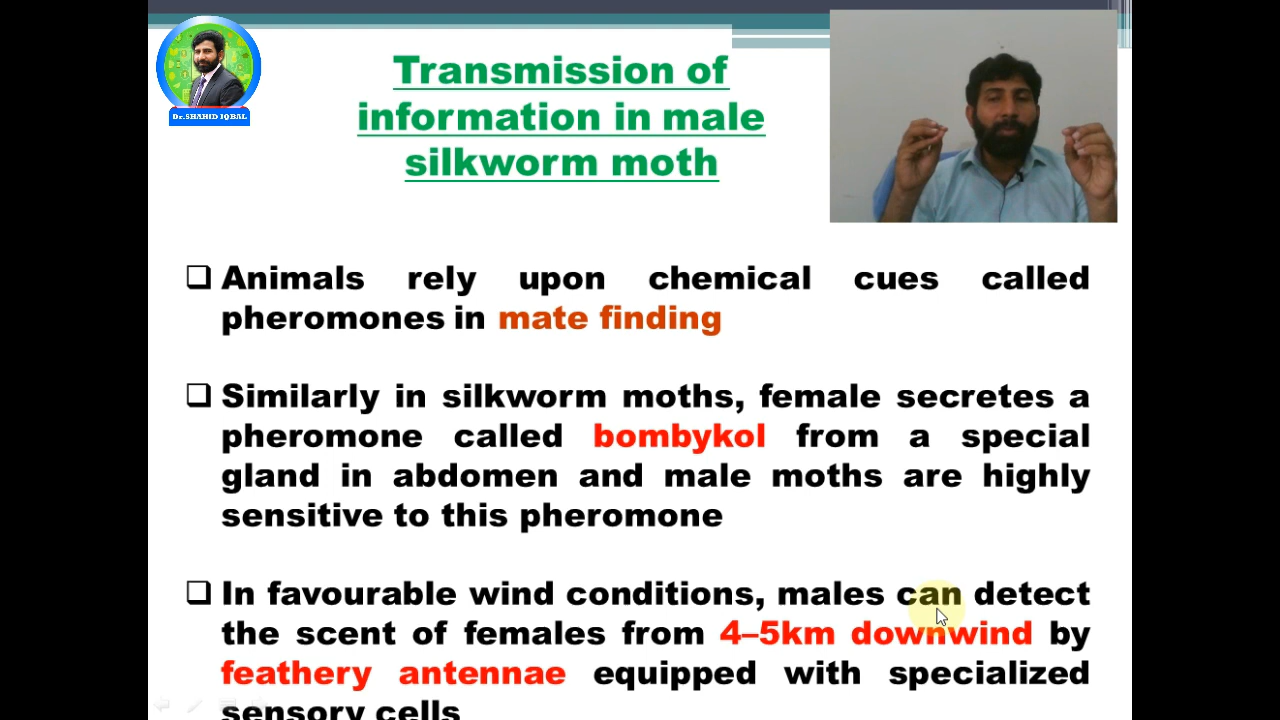 Dr.SHAHID IQBAL
Transmission of
information in male
silkworm moth
❑ Animals rely upon chemical cues called
pheromones in mate finding
❑ Similarly in silkworm moths, female secretes a
pheromone called bombykol from a special
gland in abdomen and male moths are highly
sensitive to this pheromone
❑ In favourable wind conditions, males can detect
the scent of females from 4–5km downwind by
feathery antennae equipped with specialized
sensory cells